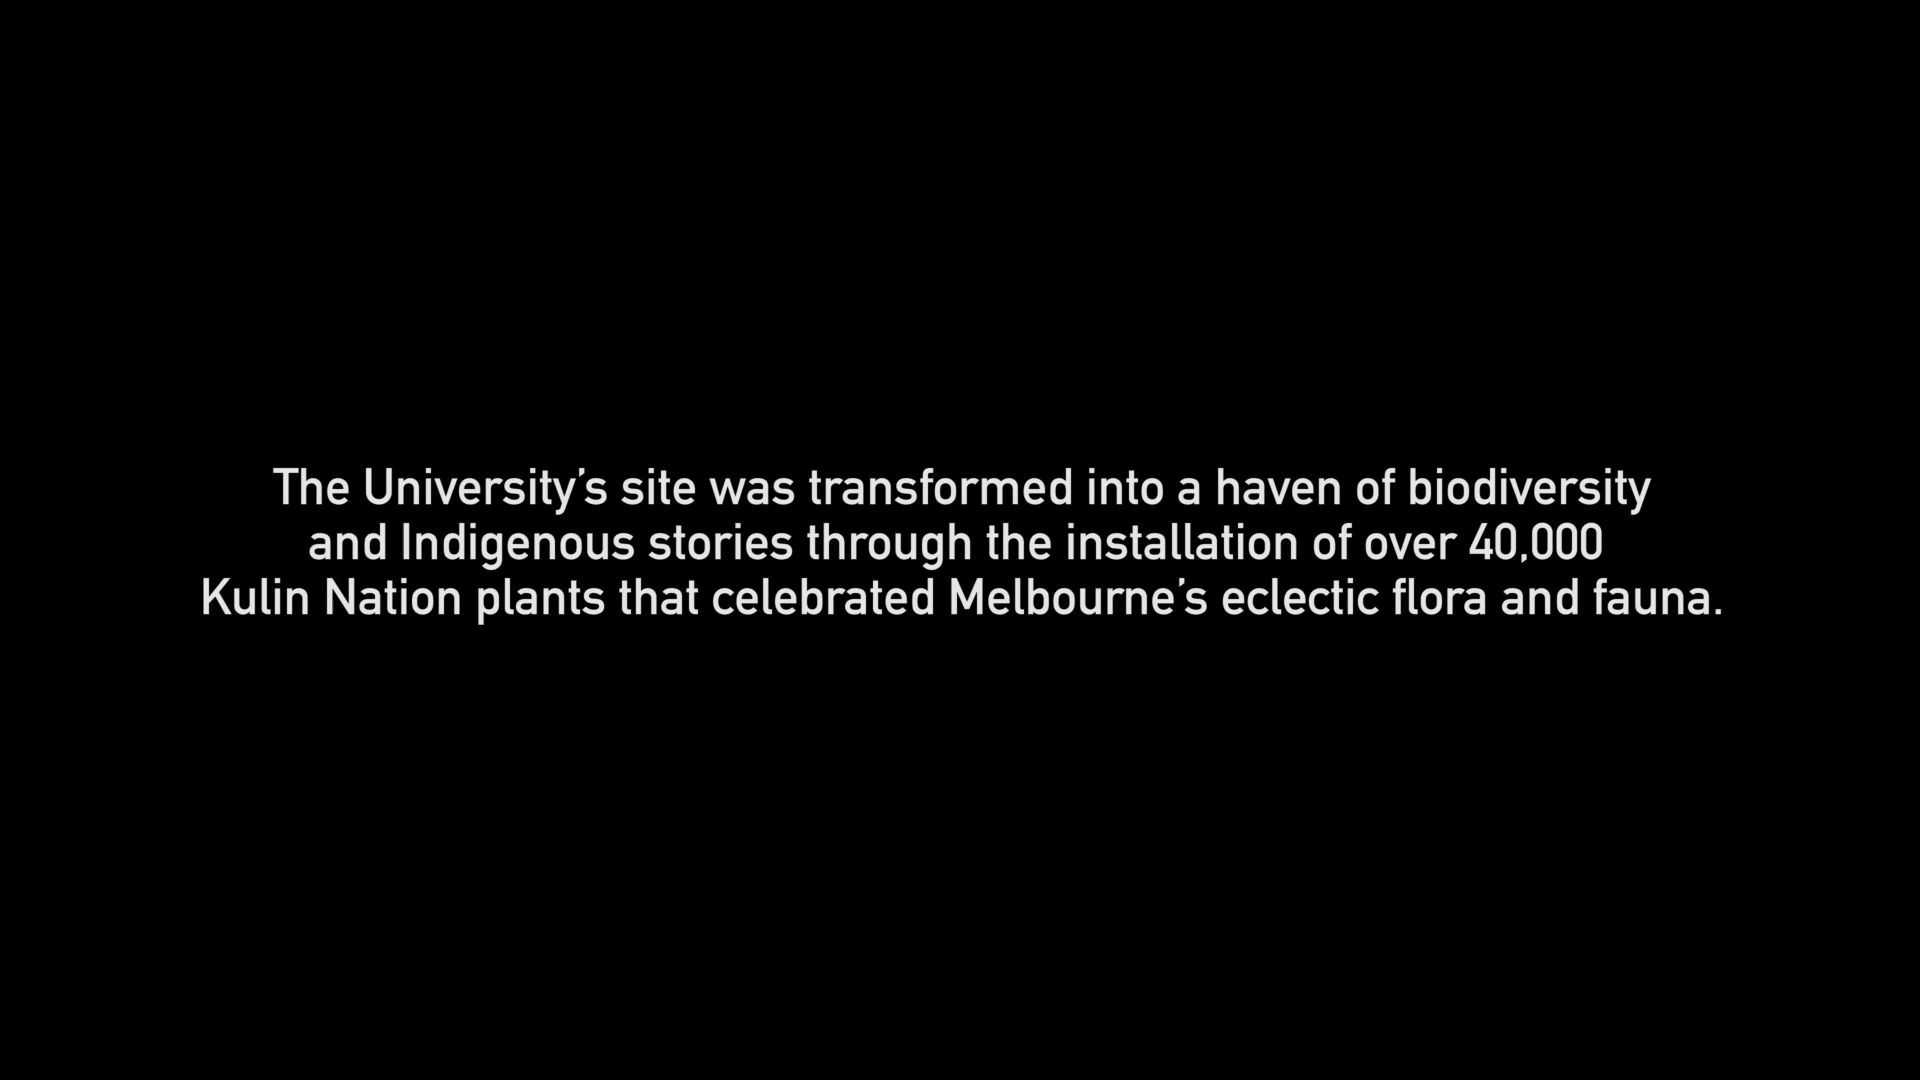 The University’s site was transformed into a haven of biodiversity
and Indigenous stories through the installation of over 40,000
Kulin Nation plants that celebrated Melbourne’s eclectic flora and fauna.